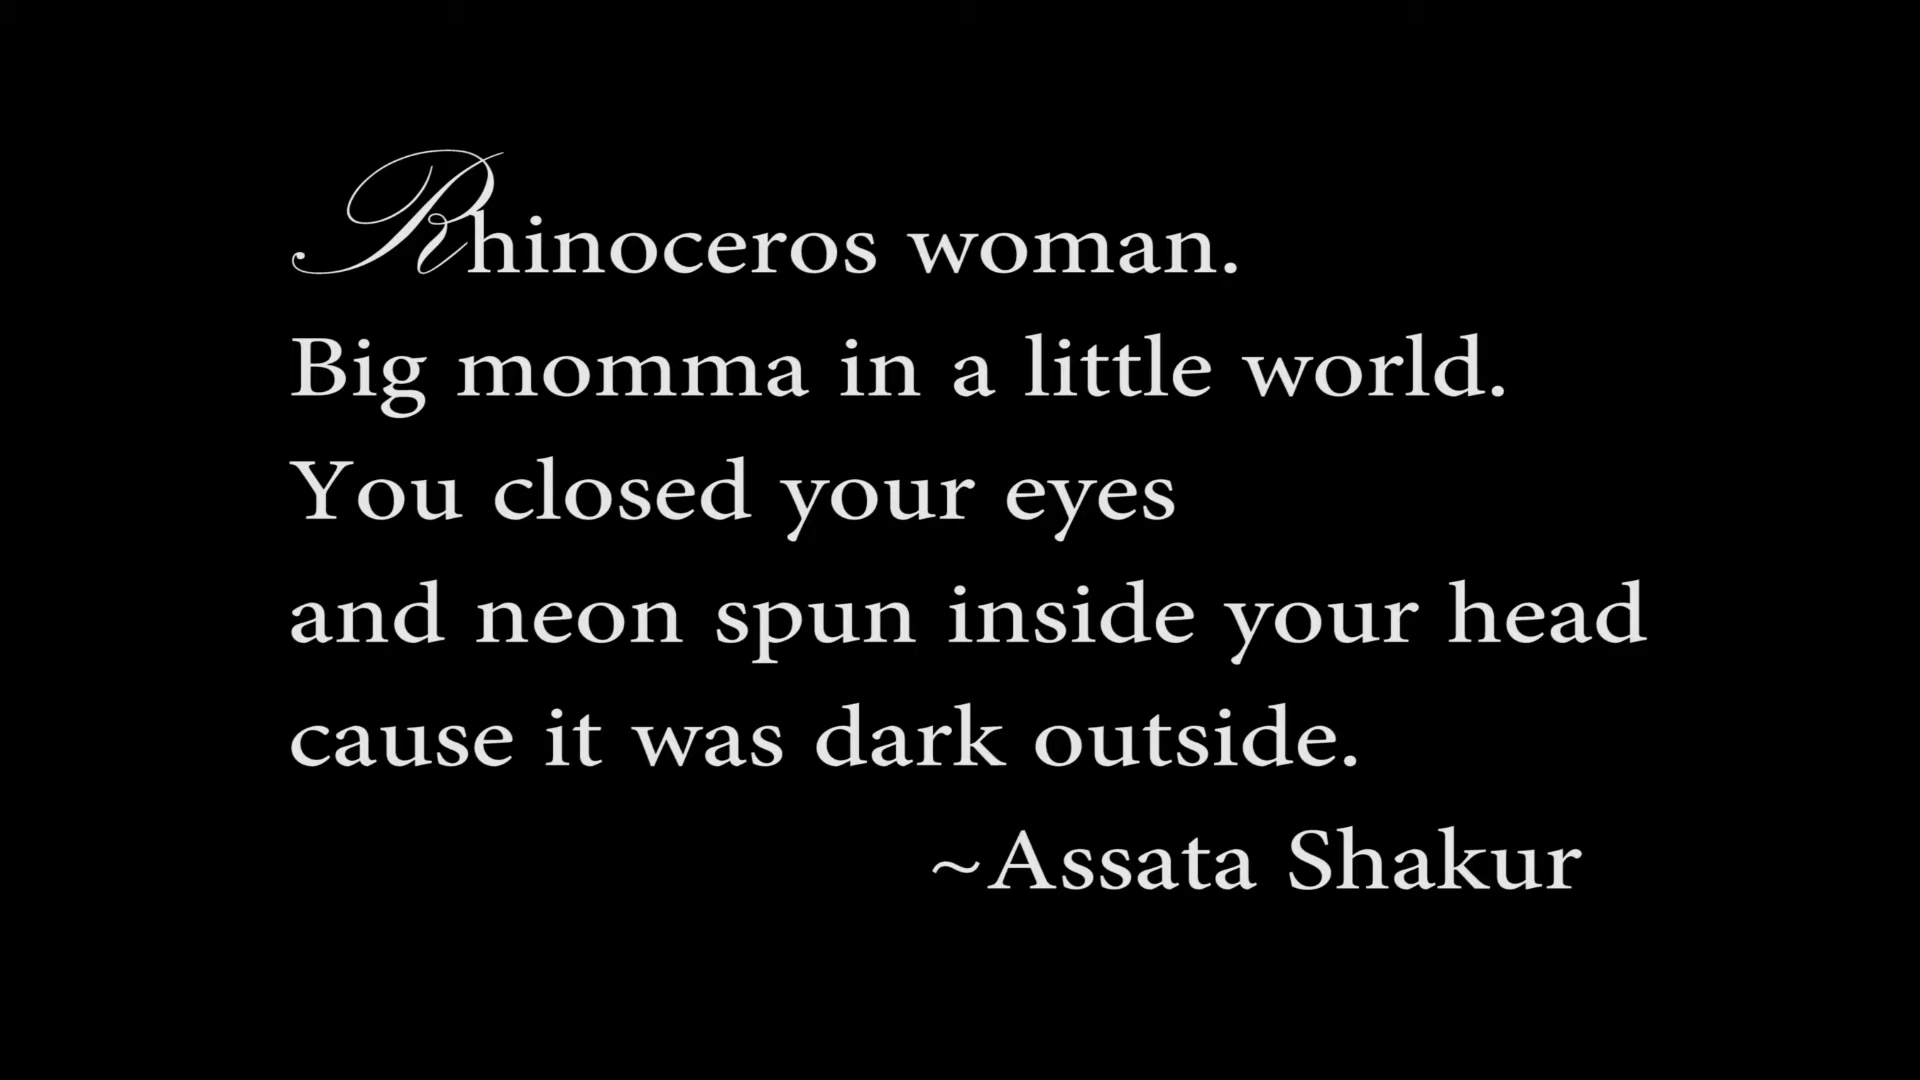 Rhinoceros woman.
Big momma in a little world.
You closed your eyes
and neon spun inside your head
cause it was dark outside.
~Assata Shakur